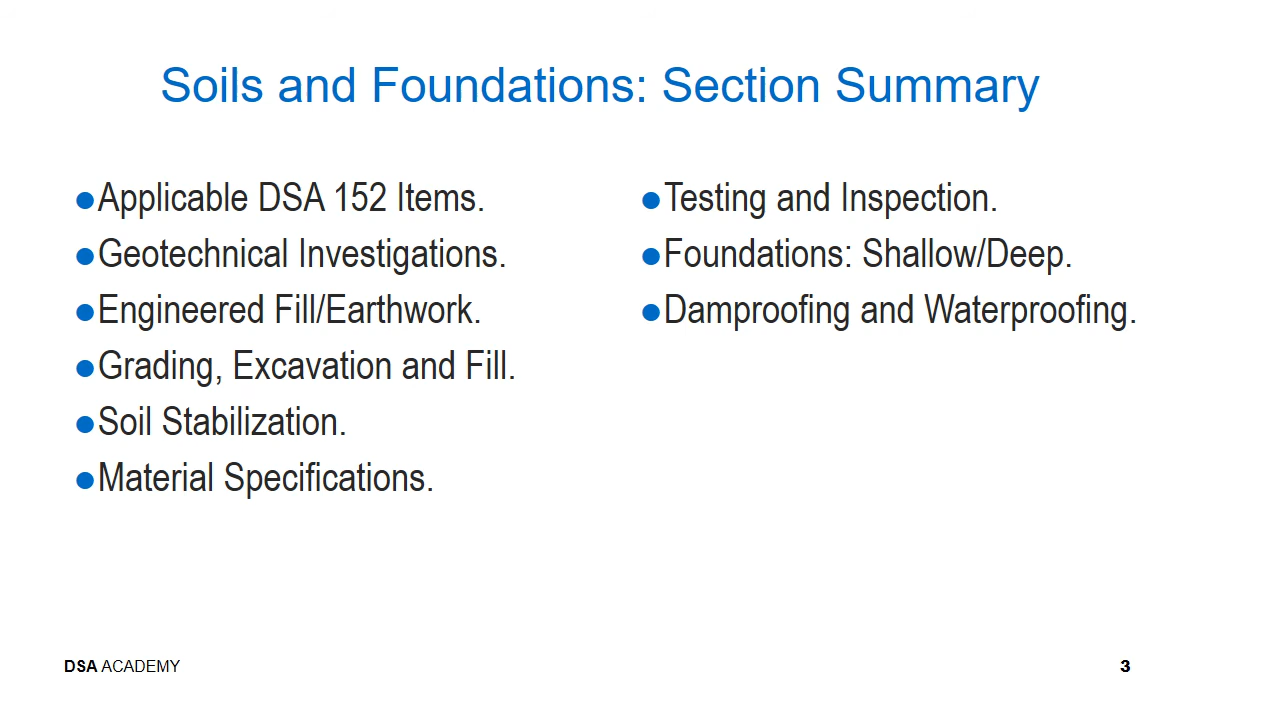 Soils and Foundations: Section Summary
●Applicable DSA 152 Items.
●Geotechnical Investigations.
●Engineered Fill/Earthwork.
●Grading, Excavation and Fill.
●Soil Stabilization.
●Material Specifications.
●Testing and Inspection.
●Foundations: Shallow/Deep.
●Damproofing and Waterproofing.
DSA ACADEMY
3